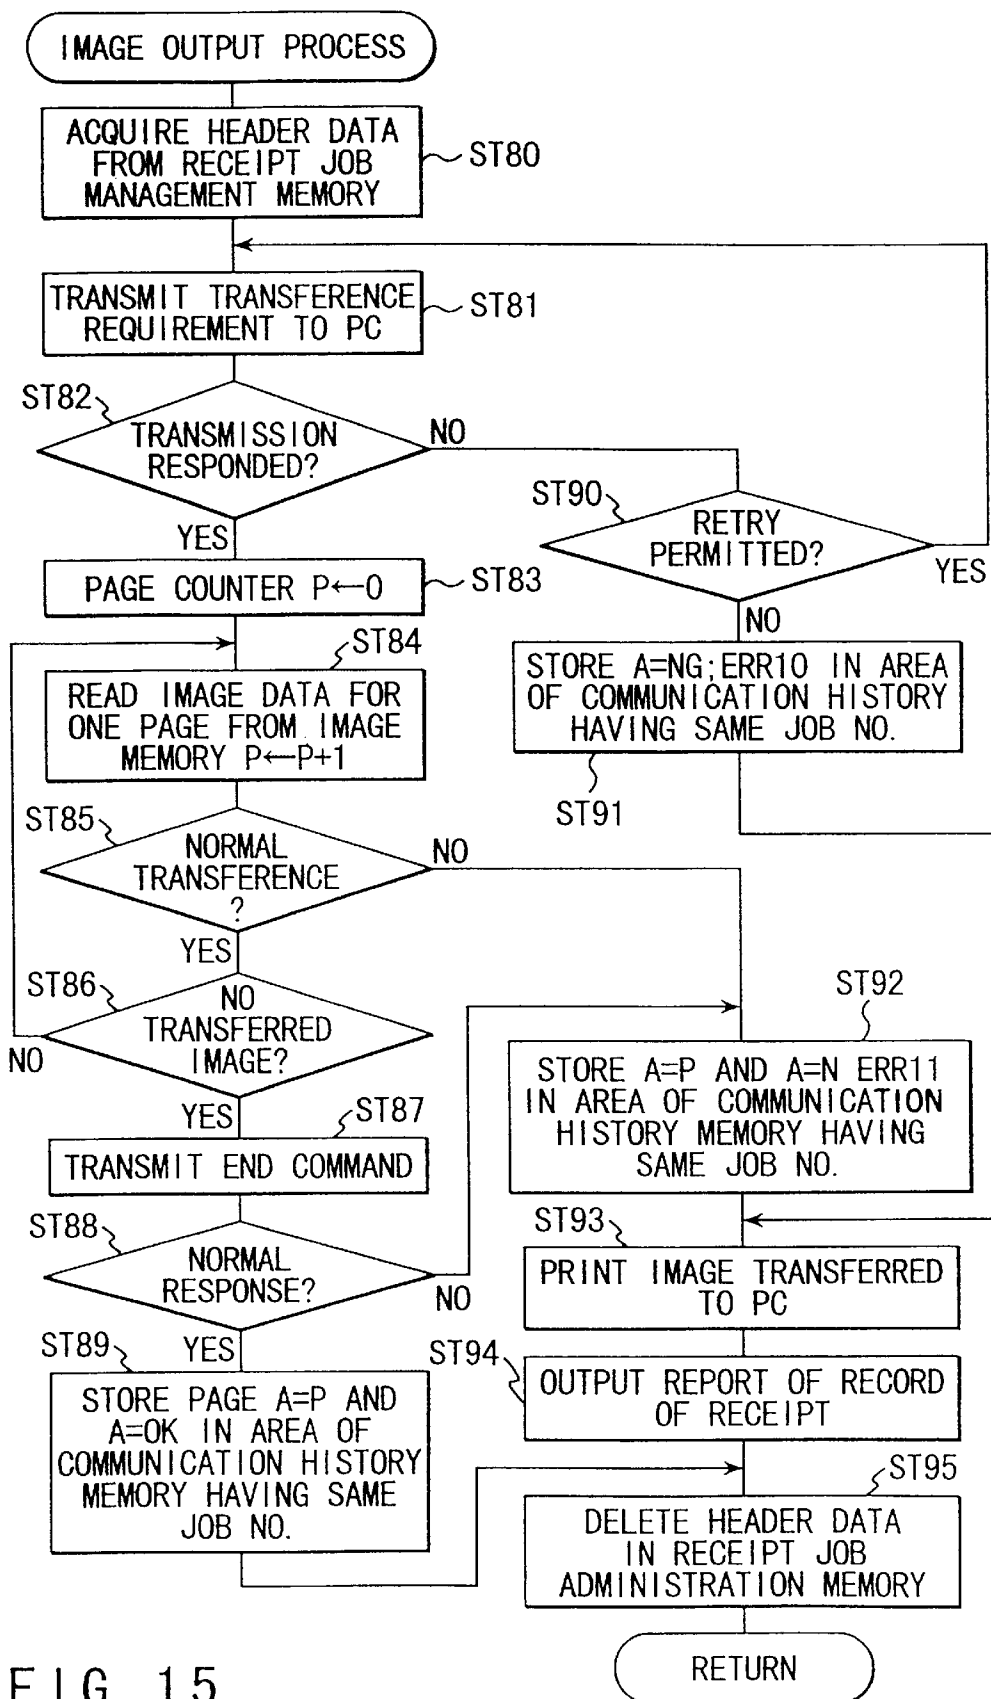 IMAGE OUTPUT PROCESS
ACQUIRE HEADER DATA
FROM RECEIPT JOB
MANAGEMENT MEMORY
ST80
TRANSMIT TRANSFERENCE
REQUIREMENT TO PC
ST81
ST82
TRANSMISSION
RESPONDED?
NO
YES
ST90
RETRY
PERMITTED?
YES
NO
PAGE COUNTER P←0
ST83
ST84
READ IMAGE DATA FOR
ONE PAGE FROM IMAGE
MEMORY P←P+1
STORE A=NG;ERR10 IN AREA
OF COMMUNICATION HISTORY
HAVING SAME JOB NO.
ST91
ST85
NORMAL
TRANSFERENCE
?
NO
YES
ST86
NO
TRANSFERRED
IMAGE?
NO
YES
ST92
STORE A=P AND A=N ERR11
IN AREA OF COMMUNICATION
HISTORY MEMORY HAVING
SAME JOB NO.
ST87
TRANSMIT END COMMAND
ST88
NORMAL
RESPONSE?
NO
YES
ST93
PRINT IMAGE TRANSFERRED
TO PC
ST89
STORE PAGE A=P AND
A=OK IN AREA OF
COMMUNICATION HISTORY
MEMORY HAVING SAME
JOB NO.
ST94
OUTPUT REPORT OF RECORD
OF RECEIPT
ST95
DELETE HEADER DATA
IN RECEIPT JOB
ADMINISTRATION MEMORY
RETURN
FIG 15